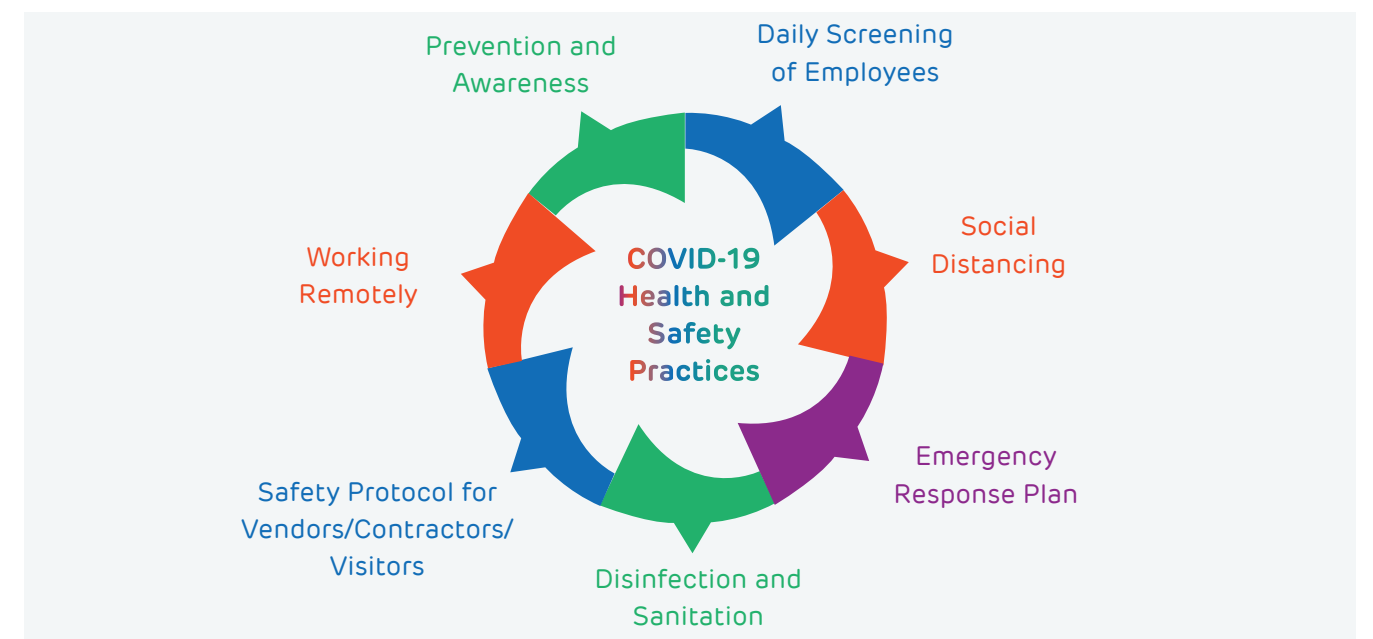 Prevention and
Awareness
Daily Screening
of Employees
Social
Distancing
Emergency
Response Plan
Disinfection and
Sanitation
Safety Protocol for
Vendors/Contractors/
Visitors
Working
Remotely
COVID-19
Health and
Safety
Practices